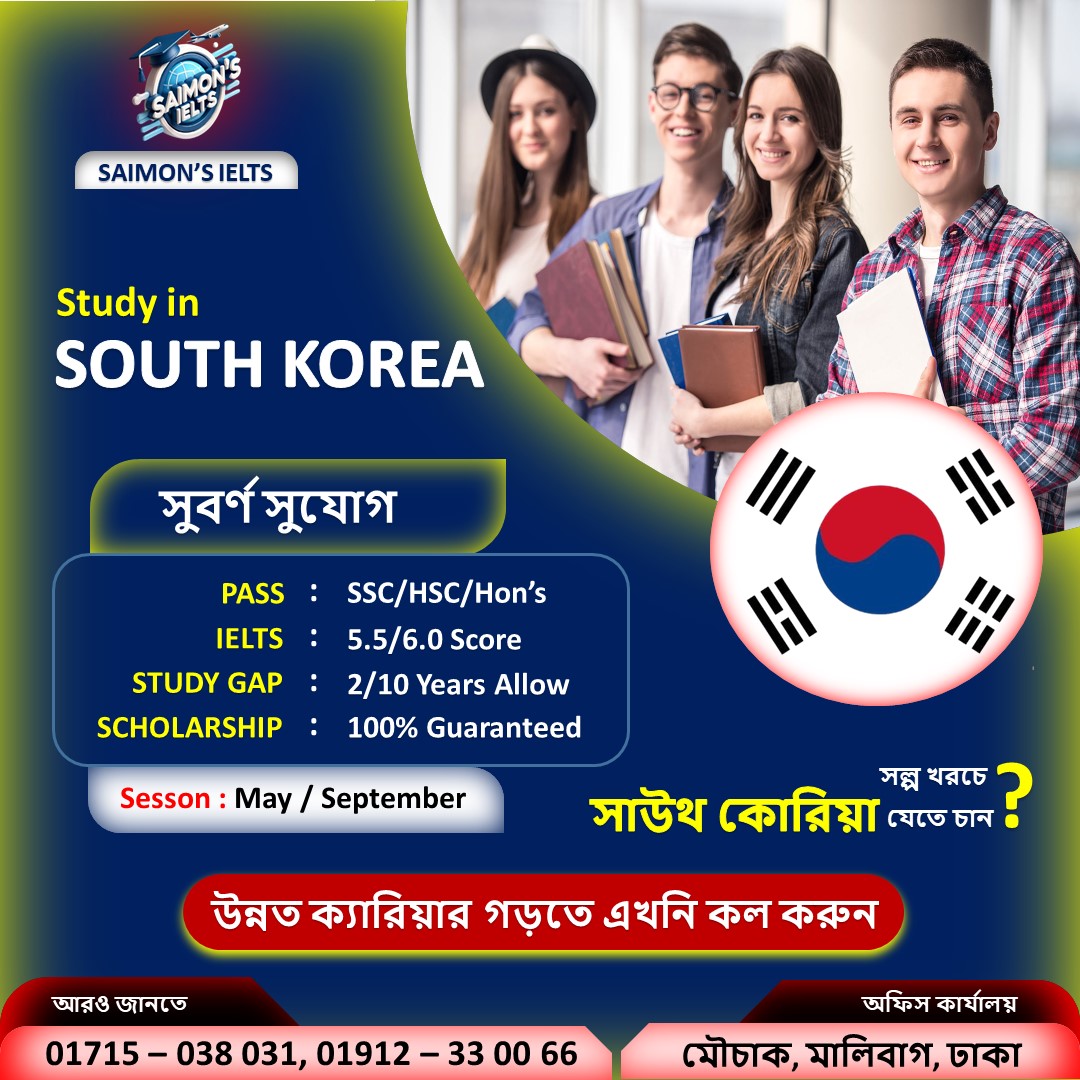 SAIMON'S
IELTS
SAIMON'S IELTS
Study in
SOUTH KOREA
সুবর্ণ সুযোগ
PASS : SSC/HSC/Hon's
IELTS : 5.5/6.0 Score
STUDY GAP : 2/10 Years Allow
SCHOLARSHIP : 100% Guaranteed
Sesson : May / September
সল্প খরচে
সাউথ কোরিয়া যেতে চান ?
উন্নত ক্যারিয়ার গড়তে এখনি কল করুন
আরও জানতে
01715 – 038 031, 01912 – 33 00 66
অফিস কার্যালয়
মৌচাক, মালিবাগ, ঢাকা